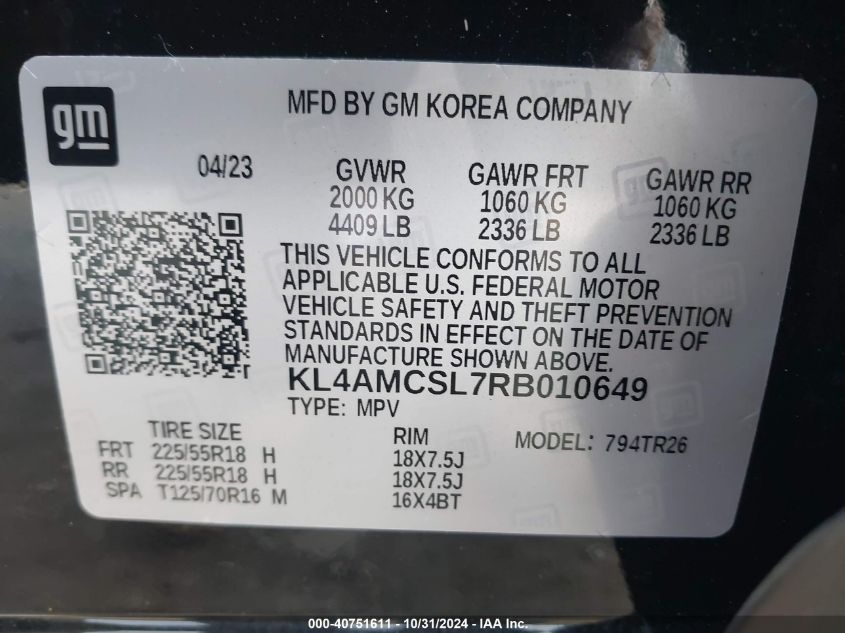 gm
MFD BY GM KOREA COMPANY
04/23
GVWR GAWR FRT GAWR RR
2000 KG 1060 KG 1060 KG
4409 LB 2336 LB 2336 LB
THIS VEHICLE CONFORMS TO ALL
APPLICABLE U.S. FEDERAL MOTOR
VEHICLE SAFETY AND THEFT PREVENTION
STANDARDS IN EFFECT ON THE DATE OF
MANUFACTURE SHOWN ABOVE.
KL4AMCSL7RB010649
TYPE: MPV
TIRE SIZE RIM MODEL: 794TR26
FRT 225/55R18 H 18X7.5J
RR 225/55R18 H 18X7.5J
SPA T125/70R16 M 16X4BT
000-40751611 - 10/31/2024 - IAA Inc.